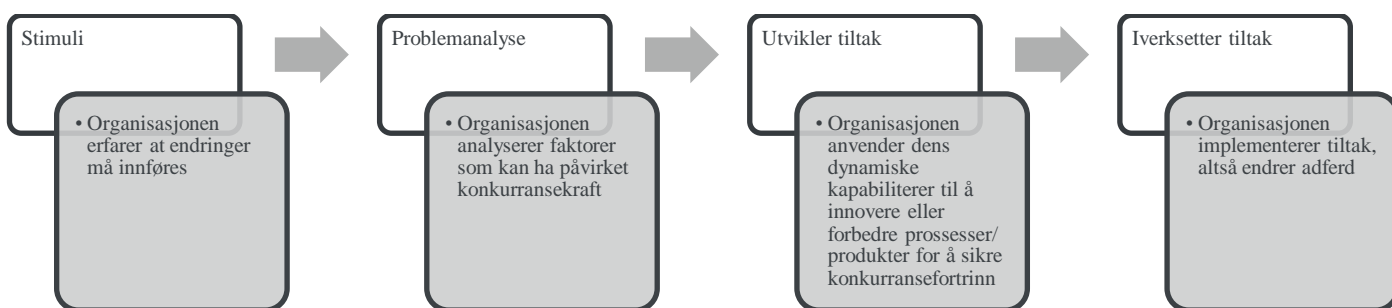 Stimuli
• Organisasjonen
erfarer at endringer
må innføres
Problemanalyse
• Organisasjonen
analyserer faktorer
som kan ha påvirket
konkurransekraft
Utvikler tiltak
• Organisasjonen
anvender dens
dynamiske
kapabiliterer til å
innovere eller
forbedre prossesser/
produkter for å sikre
konkurransefortrinn
Iverksetter tiltak
• Organisasjonen
implementerer tiltak,
altså endrer adferd